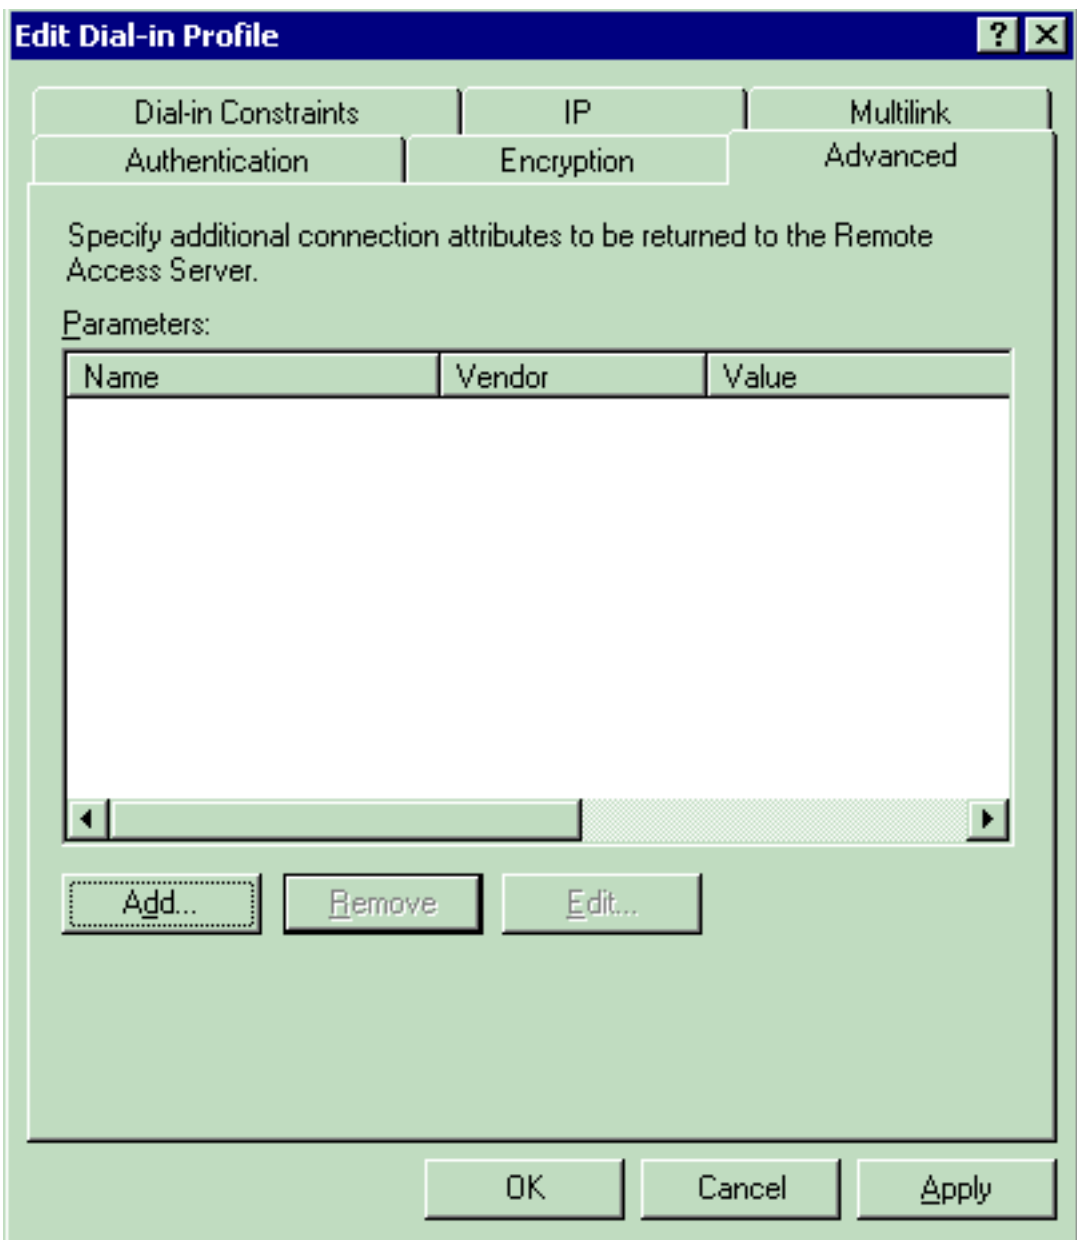 Edit Dial-in Profile
Dial-in Constraints IP Multilink
Authentication Encryption Advanced
Specify additional connection attributes to be returned to the Remote
Access Server.
Parameters:
Name Vendor Value
Add... Remove Edit...
OK Cancel Apply